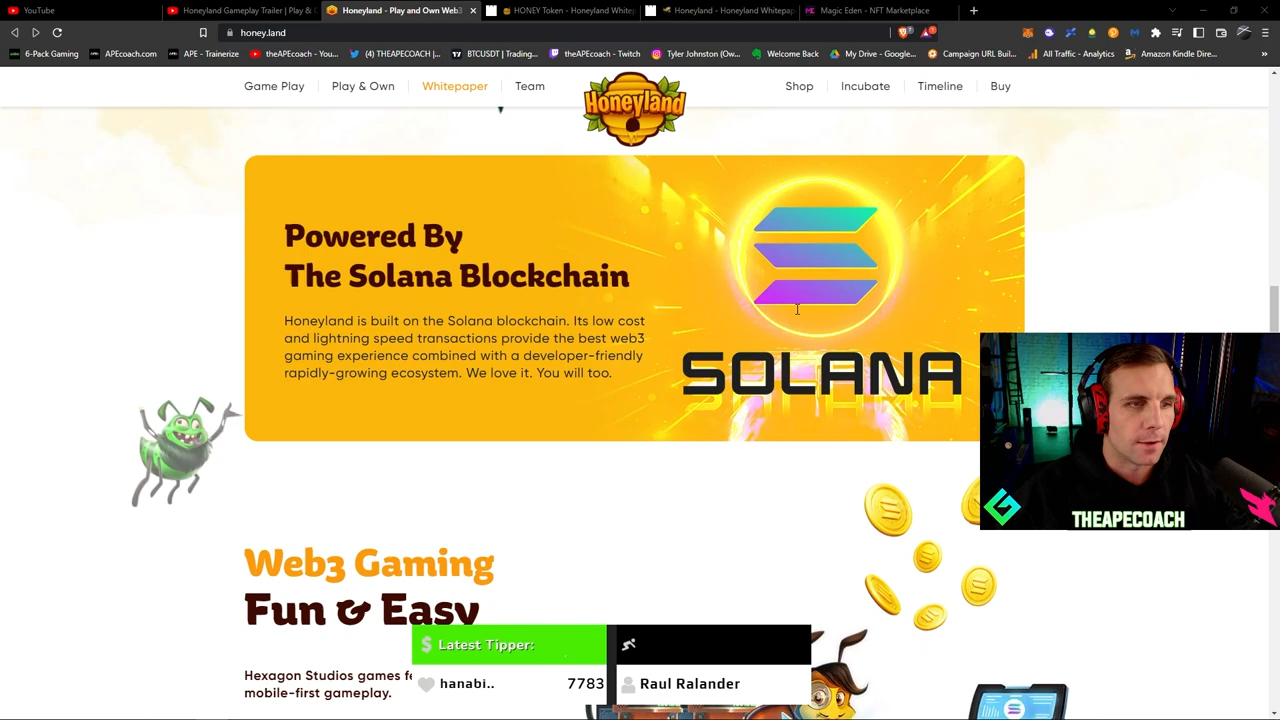 YouTube
Honeyland Gameplay Trailer | Play &
Honeyland - Play and Own Web3
HONEY Token - Honeyland Whitep
Honeyland - Honeyland Whitepap
Magic Eden - NFT Marketplace
honey.land
6-Pack Gaming
APEcoach.com
APE - Trainerize
theAPEcoach - You...
(4) THEAPECOACH |...
BTCUSDT | Trading...
theAPEcoach - Twitch
Tyler Johnston (Ow...
Welcome Back
My Drive - Google...
Campaign URL Buil...
All Traffic - Analytics
Amazon Kindle Dire...
Game Play
Play & Own
Whitepaper
Team
Honeyland
Shop
Incubate
Timeline
Buy
Powered By
The Solana Blockchain
Honeyland is built on the Solana blockchain. Its low cost
and lightning speed transactions provide the best web3
gaming experience combined with a developer-friendly
rapidly-growing ecosystem. We love it. You will too.
SOLANA
THEAPECOACH
Web3 Gaming
Fun & Easy
Hexagon Studios games
mobile-first gameplay.
$ Latest Tipper:
hanabi.. 7783
Raul Ralander